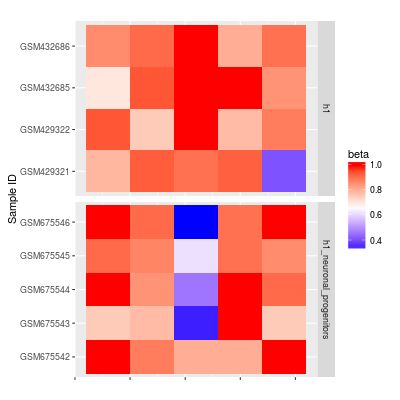 GSM432686
GSM432685
GSM429322
GSM429321
h1
Sample ID
GSM675546
GSM675545
GSM675544
GSM675543
GSM675542
h1_neuronal_progenitors
beta
1.0
0.8
0.6
0.4